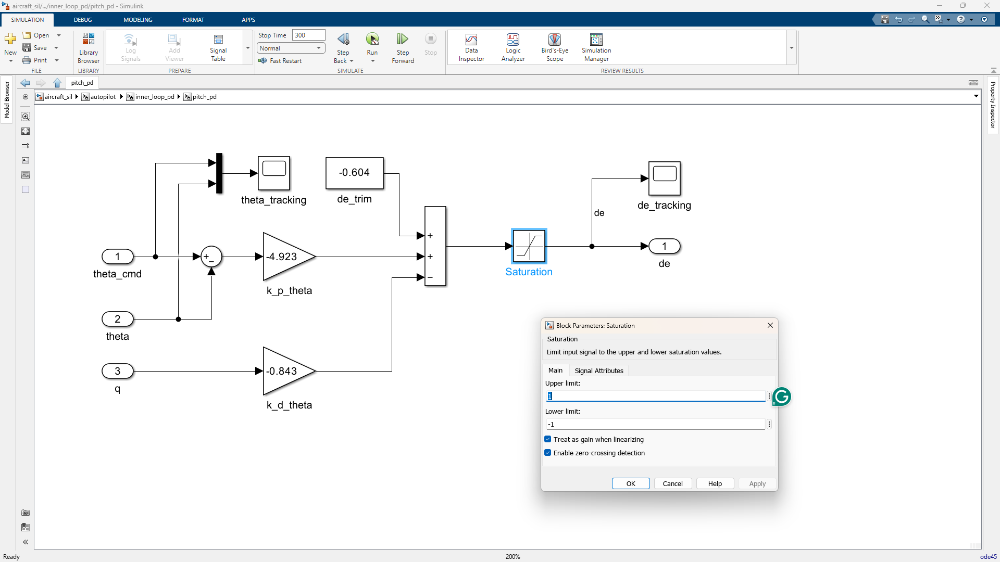 aircraft_sil/.../inner_loop_pd/pitch_pd - Simulink
SIMULATION DEBUG MODELING FORMAT APPS
New
Open
Save
Print
FILE
Library Browser
LIBRARY
Log Signals
Add Viewer
Signal Table
PREPARE
Stop Time 300
Normal
Fast Restart
Step Back
Run
Step Forward
Stop
SIMULATE
Data Inspector
Logic Analyzer
Bird's-Eye Scope
Simulation Manager
REVIEW RESULTS
Model Browser
Property Inspector
pitch_pd
aircraft_sil autopilot inner_loop_pd pitch_pd
theta_tracking
-0.604
de_trim
de_tracking
de
1
theta_cmd
+
−
-4.923
k_p_theta
+
+
−
Saturation
1
de
2
theta
3
q
-0.843
k_d_theta
Block Parameters: Saturation
Saturation
Limit input signal to the upper and lower saturation values.
Main Signal Attributes
Upper limit:
1
Lower limit:
-1
Treat as gain when linearizing
Enable zero-crossing detection
OK Cancel Help Apply
Ready 200% ode45